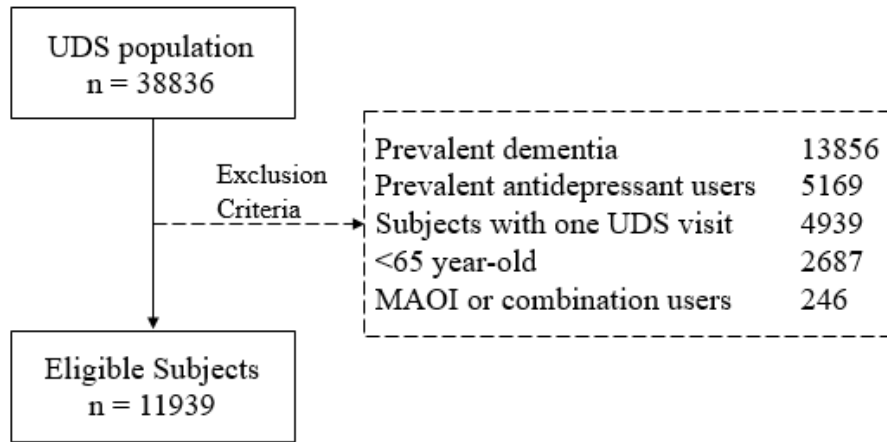 UDS population
n = 38836
Exclusion
Criteria
Prevalent dementia 13856
Prevalent antidepressant users 5169
Subjects with one UDS visit 4939
<65 year-old 2687
MAOI or combination users 246
Eligible Subjects
n = 11939